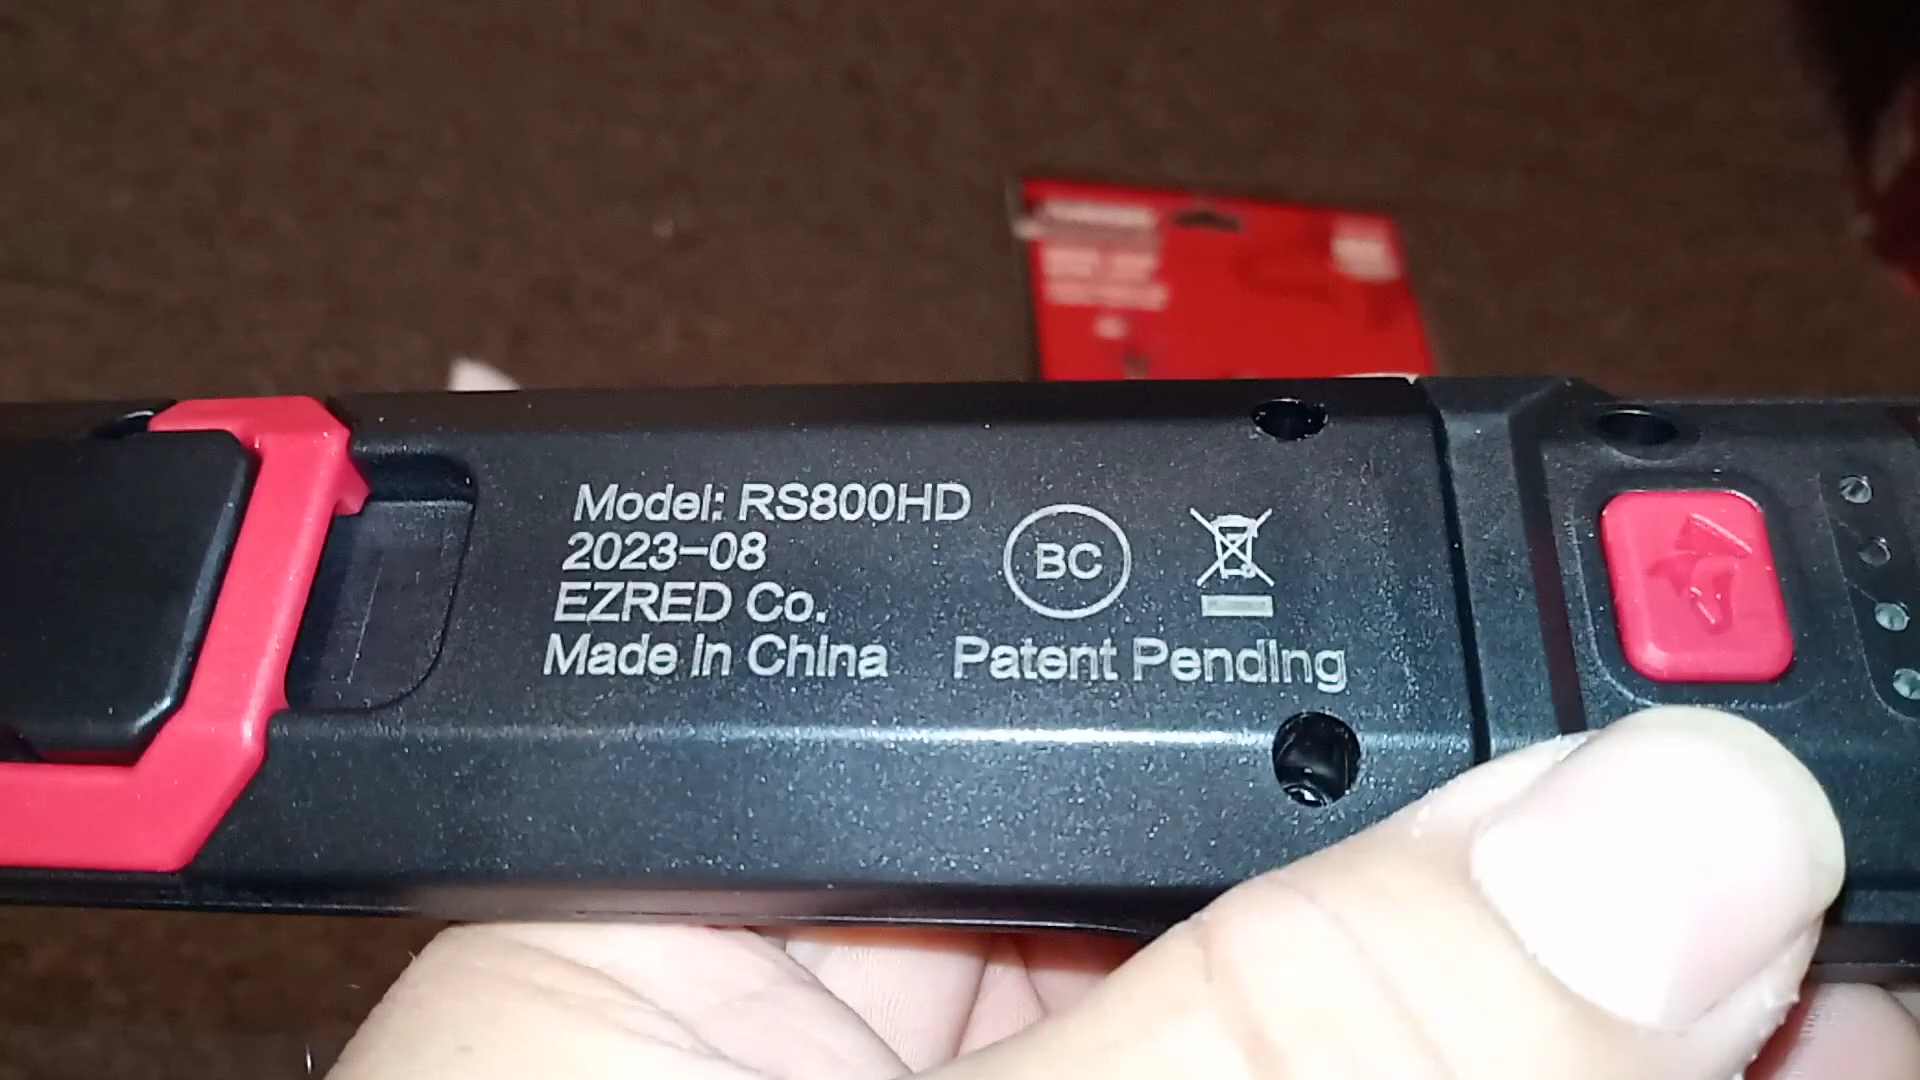 Model: RS800HD
2023-08
EZRED Co.
Made in China
BC
Patent Pending